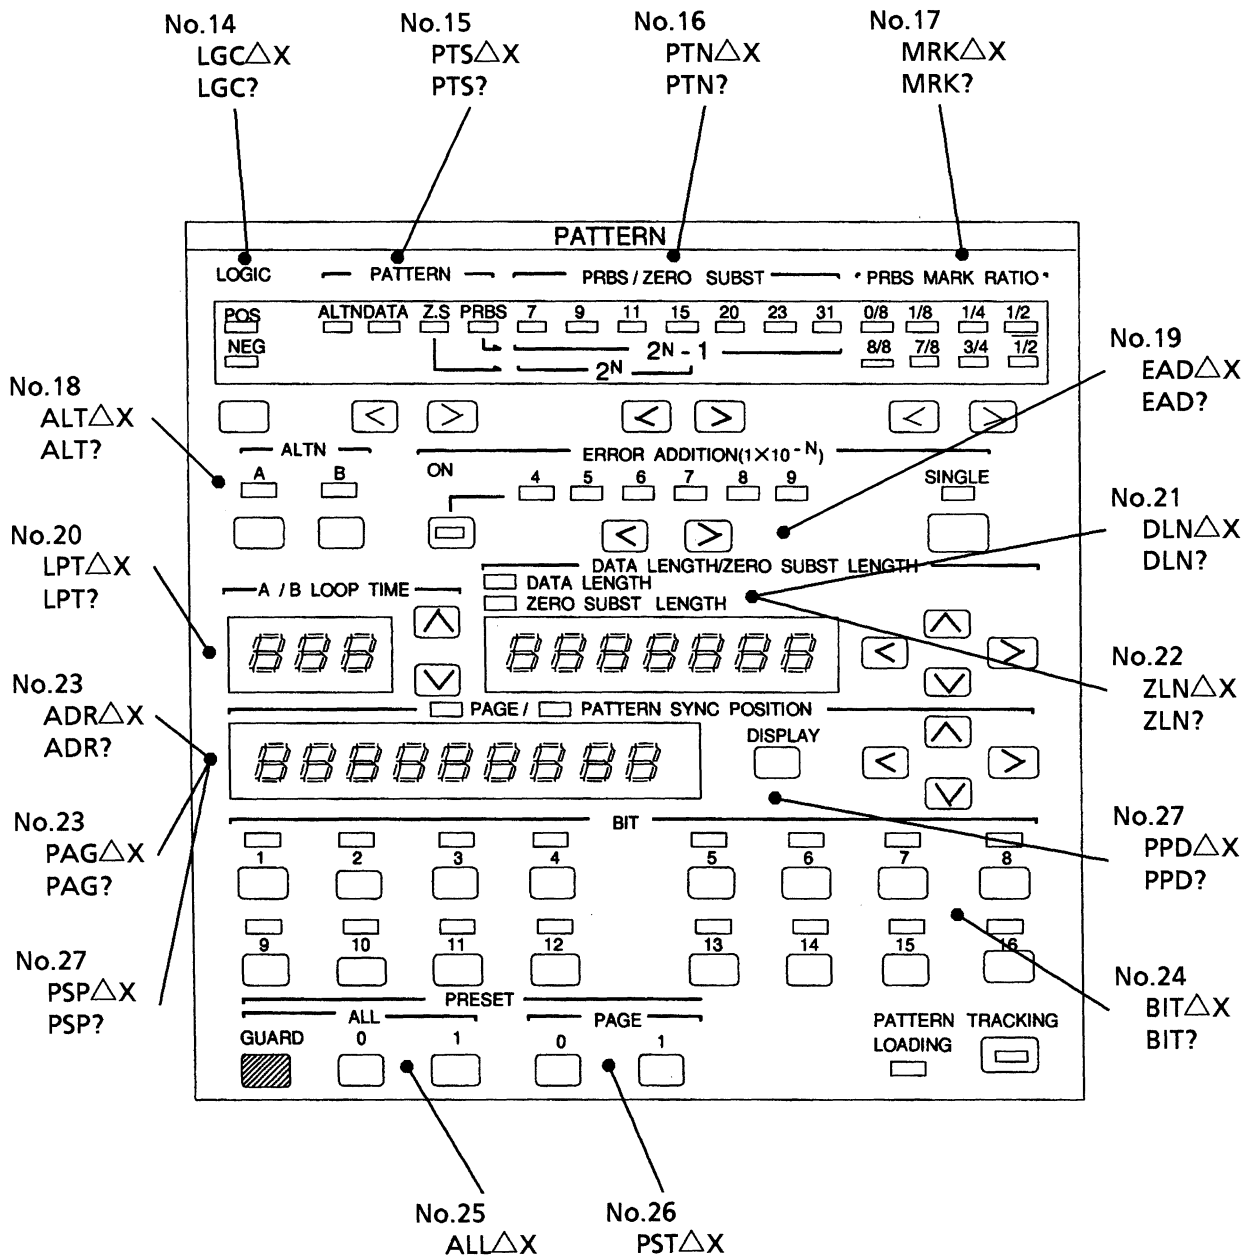 No.14
LGC△X
LGC?
No.15
PTS△X
PTS?
No.16
PTN△X
PTN?
No.17
MRK△X
MRK?
PATTERN
LOGIC
PATTERN
PRBS/ZERO SUBST
PRBS MARK RATIO
POS
ALTN DATA Z.S PRBS 7 9 11 15 20 23 31 0/8 1/8 1/4 1/2
NEG
2N - 1
8/8 7/8 3/4 1/2
2N
No.18
ALT△X
ALT?
No.19
EAD△X
EAD?
ALTN
A B
ERROR ADDITION(1×10-N)
ON
4 5 6 7 8 9
SINGLE
No.20
LPT△X
LPT?
No.21
DLN△X
DLN?
DATA LENGTH/ZERO SUBST LENGTH
A/B LOOP TIME
DATA LENGTH
ZERO SUBST LENGTH
888
8888888
No.22
ZLN△X
ZLN?
No.23
ADR△X
ADR?
PAGE/ PATTERN SYNC POSITION
DISPLAY
888888888
No.23
PAG△X
PAG?
No.27
PPD△X
PPD?
BIT
1 2 3 4 5 6 7 8
9 10 11 12 13 14 15 16
No.27
PSP△X
PSP?
No.24
BIT△X
BIT?
PRESET
ALL
PAGE
GUARD 0 1 0 1
PATTERN LOADING
TRACKING
No.25
ALL△X
No.26
PST△X